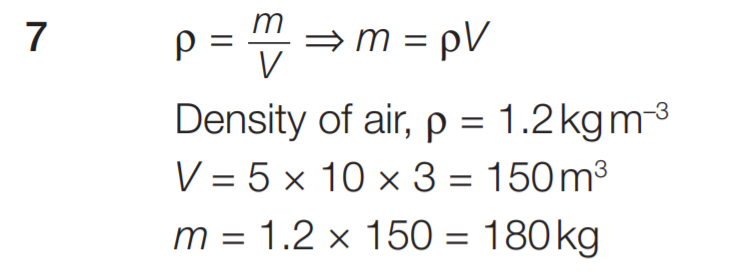 7 ρ = m/V ⇒ m = ρV
Density of air, ρ = 1.2 kg m⁻³
V = 5 × 10 × 3 = 150 m³
m = 1.2 × 150 = 180 kg